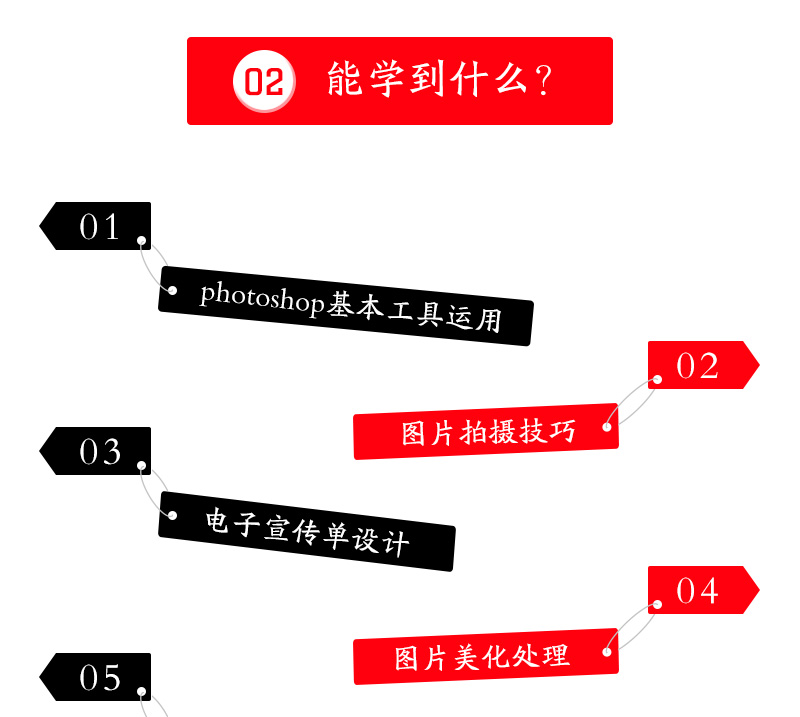 02 能学到什么?
01
photoshop基本工具运用
02
图片拍摄技巧
03
电子宣传单设计
04
图片美化处理
05